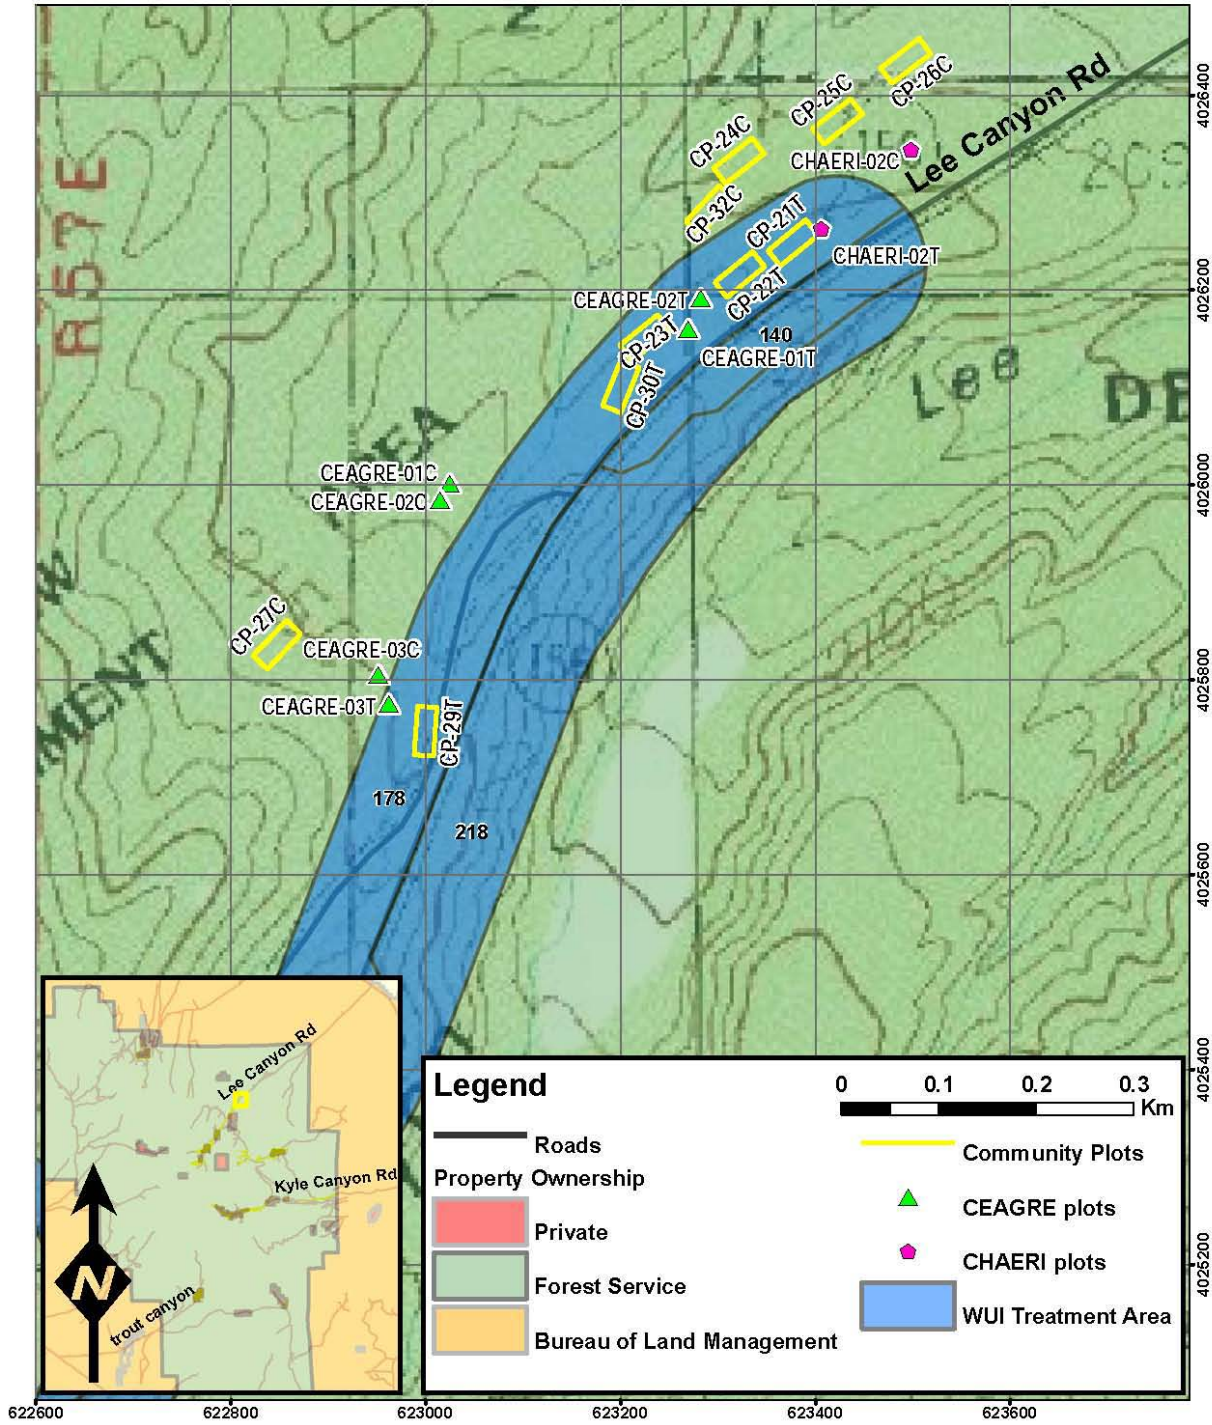 Z
R57E
CP-26C
Lee Canyon Rd
4026400
CP-25C
CP-24C
CHAERI-02C
CP-32C
CP-21T
CHAERI-02T
CP-22T
CEAGRE-02T
4026200
CP-23T
140
CEAGRE-01T
Lee
DE
CP-30T
AREA
CEAGRE-01C
CEAGRE-02C
4026000
W
CP-27C
CEAGRE-03C
MENT
4025800
CEAGRE-03T
CP-29T
178
218
4025600
Lee Canyon Rd
Kyle Canyon Rd
trout canyon
N
4025400
Legend
0 0.1 0.2 0.3
Km
Roads
Property Ownership
Private
Forest Service
Bureau of Land Management
Community Plots
CEAGRE plots
CHAERI plots
WUI Treatment Area
4025200
622600 622800 623000 623200 623400 623600